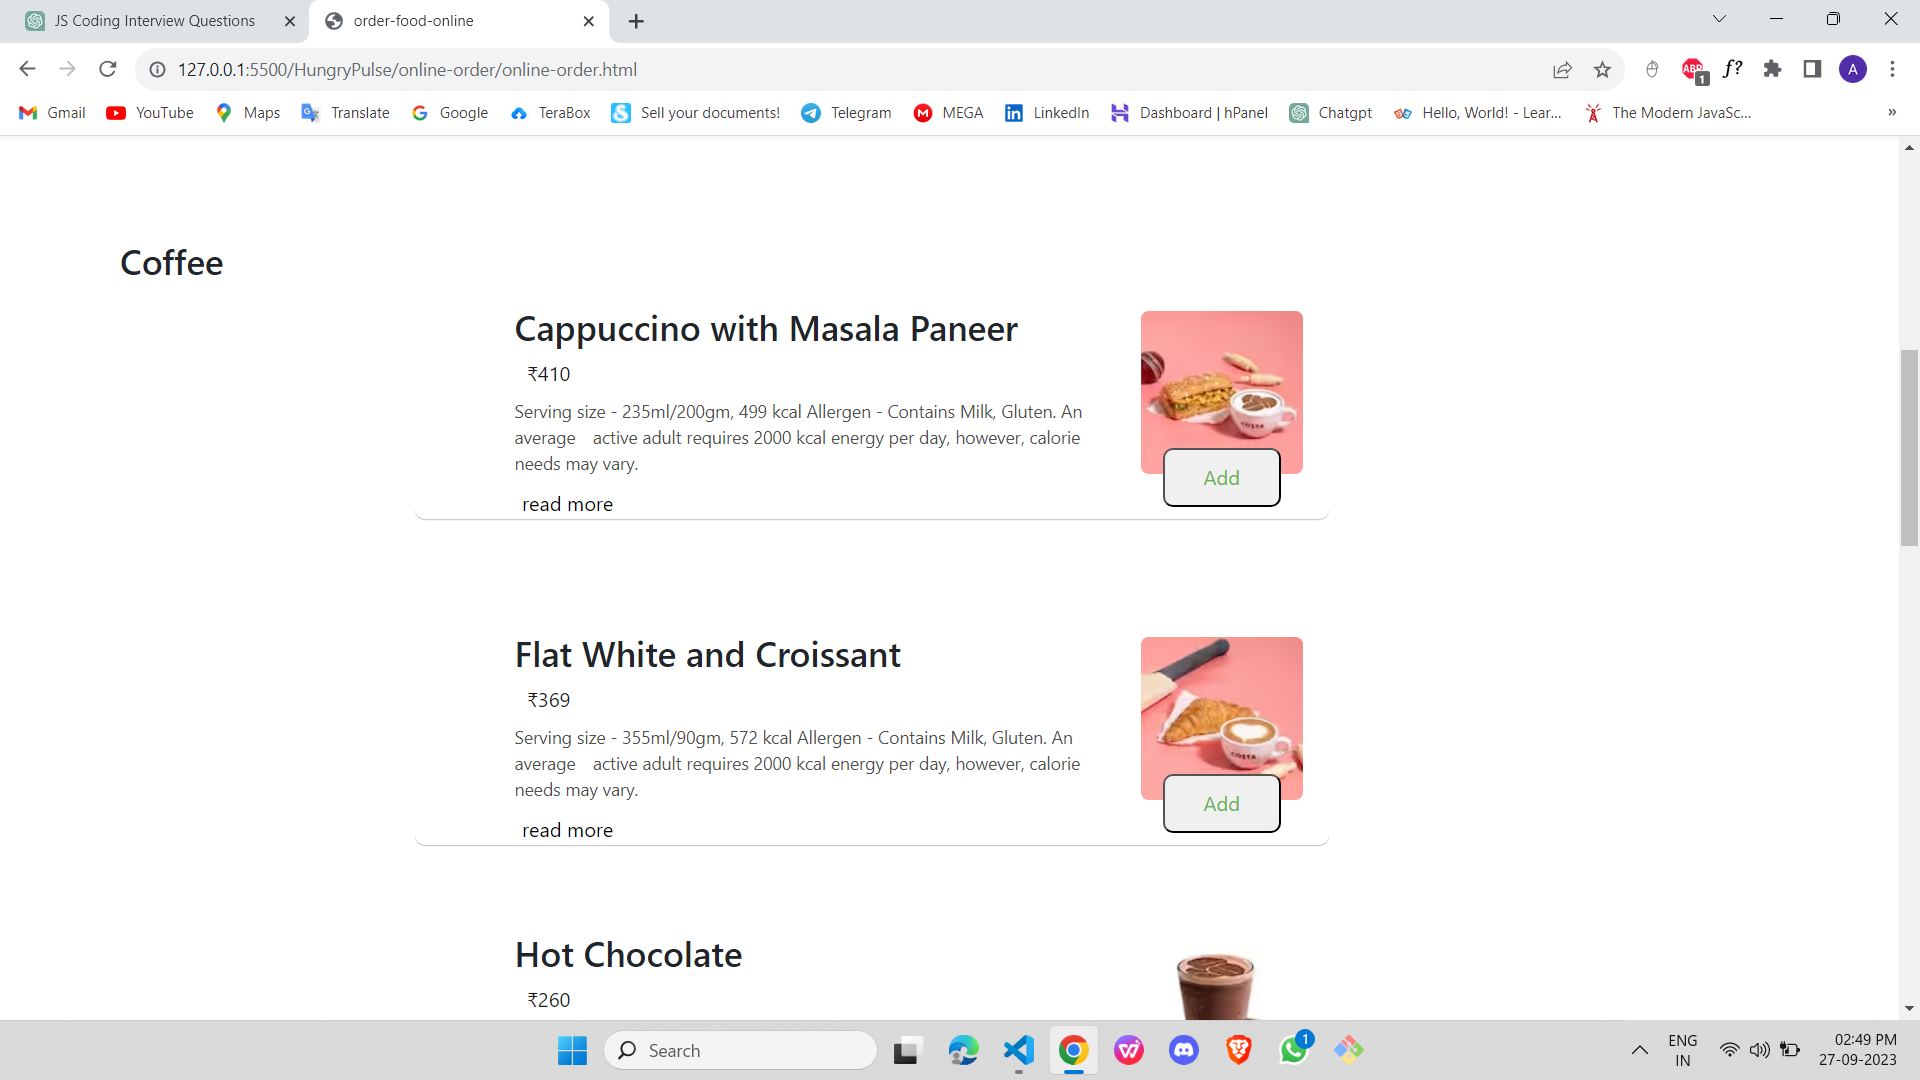 JS Coding Interview Questions
order-food-online
127.0.0.1:5500/HungryPulse/online-order/online-order.html
ABP 1
f?
A
Gmail YouTube Maps Translate Google TeraBox Sell your documents! Telegram MEGA LinkedIn Dashboard | hPanel Chatgpt Hello, World! - Lear... The Modern JavaSc... »
Coffee
Cappuccino with Masala Paneer
₹410
Serving size - 235ml/200gm, 499 kcal Allergen - Contains Milk, Gluten. An
average active adult requires 2000 kcal energy per day, however, calorie
needs may vary.
read more
COSTA
Add
Flat White and Croissant
₹369
Serving size - 355ml/90gm, 572 kcal Allergen - Contains Milk, Gluten. An
average active adult requires 2000 kcal energy per day, however, calorie
needs may vary.
read more
COSTA
Add
Hot Chocolate
₹260
Search
1
ENG
IN
02:49 PM
27-09-2023